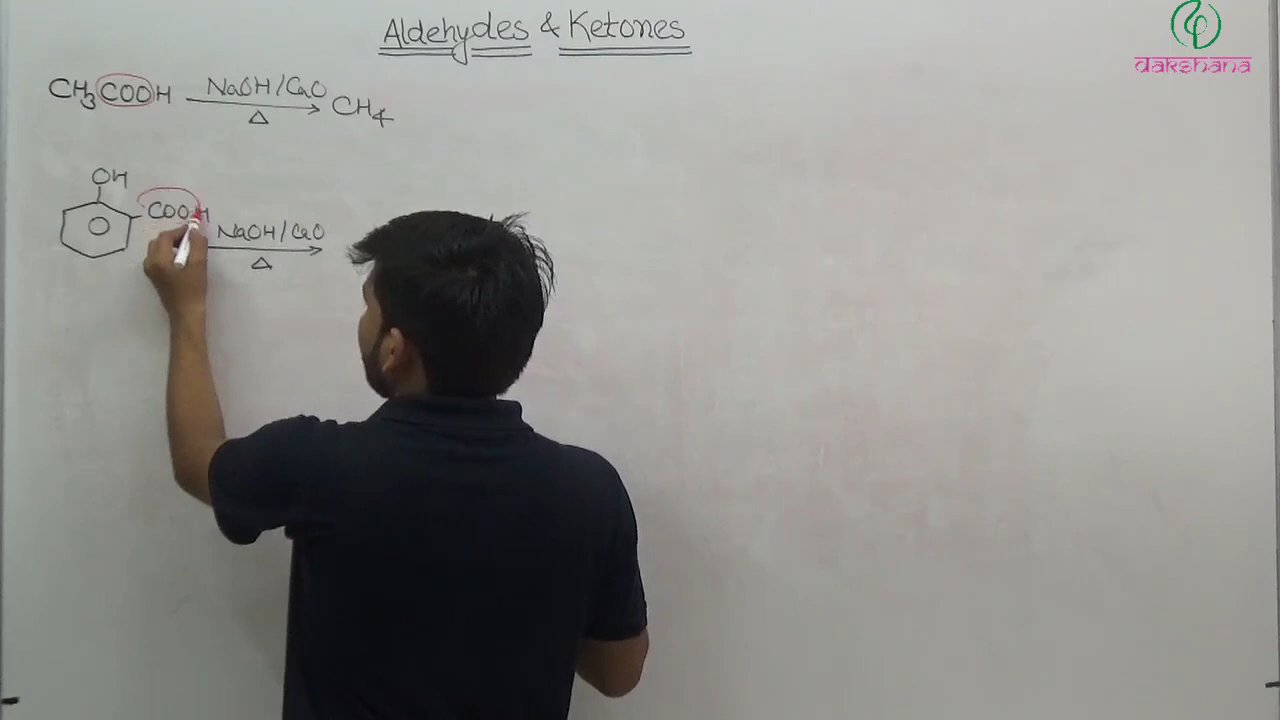 Aldehydes & Ketones
dakshana
CH3COOH NaOH/CaO CH4
Δ
OH
COOH NaOH/CaO
Δ